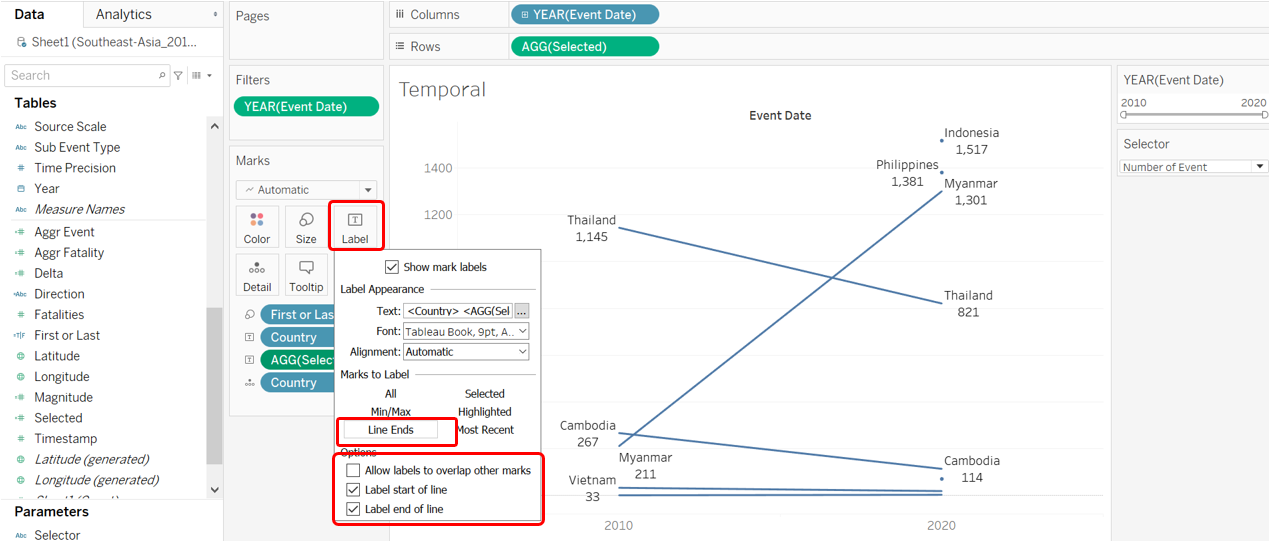 Data
Analytics
Sheet1 (Southeast-Asia_201...
Search
Tables
Abc Source Scale
Abc Sub Event Type
# Time Precision
Year
Abc Measure Names
=# Aggr Event
=# Aggr Fatality
=# Delta
=Abc Direction
# Fatalities
=T|F First or Last
Latitude
Longitude
=# Magnitude
=# Selected
# Timestamp
Latitude (generated)
Longitude (generated)
Parameters
Abc Selector
Pages
Filters
YEAR(Event Date)
Marks
Automatic
Color
Size
T
Label
Detail
Tooltip
First or Las
T Country
T AGG(Selec
Country
Show mark labels
Label Appearance
Text: <Country> <AGG(Sel ...
Font: Tableau Book, 9pt, A..
Alignment: Automatic
Marks to Label
All Selected
Min/Max Highlighted
Line Ends Most Recent
Options
Allow labels to overlap other marks
Label start of line
Label end of line
Columns
YEAR(Event Date)
Rows
AGG(Selected)
Temporal
Event Date
1400
1200
Indonesia
1,517
Philippines
1,381
Myanmar
1,301
Thailand
1,145
Thailand
821
Cambodia
267
Myanmar
211
Cambodia
114
Vietnam
33
2010
2020
YEAR(Event Date)
2010 2020
Selector
Number of Event